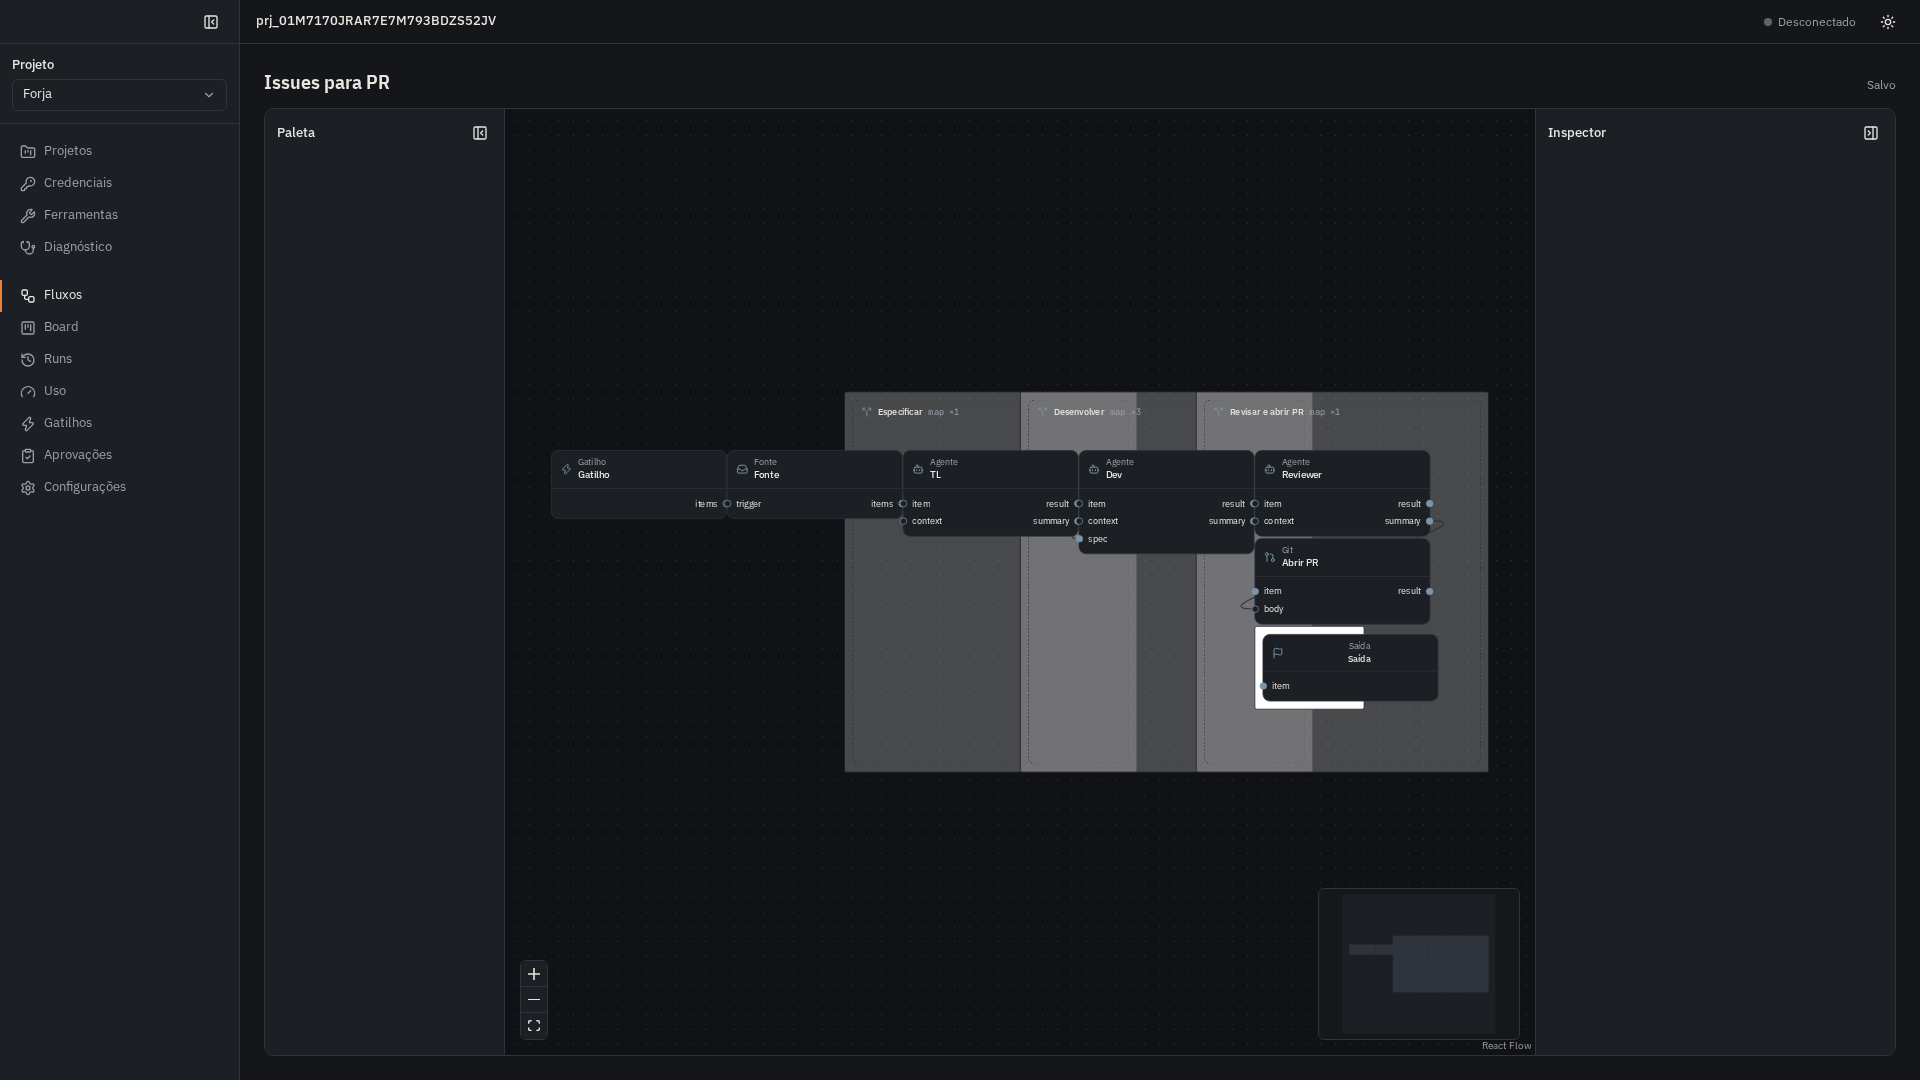 prj_01M7170JRAR7E7M793BDZS52JV
Desconectado
Projeto
Forja
Projetos
Credenciais
Ferramentas
Diagnóstico
Fluxos
Board
Runs
Uso
Gatilhos
Aprovações
Configurações
Issues para PR
Salvo
Paleta
Especificar map ×1
Desenvolver map ×3
Revisar e abrir PR map ×1
Gatilho
Gatilho
items
Fonte
Fonte
trigger items
Agente
TL
item result
context summary
Agente
Dev
item result
context summary
spec
Agente
Reviewer
item result
context summary
Git
Abrir PR
item result
body
Saída
Saída
item
React Flow
Inspector